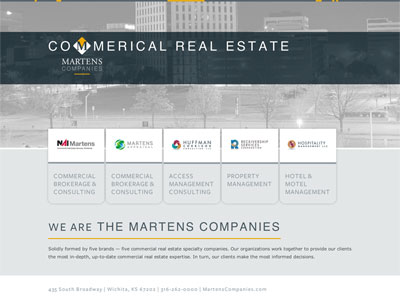 COMMERICAL REAL ESTATE
MARTENS
COMPANIES
NAI Martens
MARTENS
APPRAISAL
HUFFMAN
RECEIVERSHIP
SERVICES
HOSPITALITY
COMMERCIAL
BROKERAGE &
CONSULTING
COMMERCIAL
BROKERAGE &
CONSULTING
ACCESS
MANAGEMENT
CONSULTING
PROPERTY
MANAGEMENT
HOTEL &
MOTEL
MANAGEMENT
WE ARE THE MARTENS COMPANIES
Solidly formed by five brands — five commercial real estate specialty companies. Our organizations work together to provide our clients
the most in-depth, up-to-date commercial real estate expertise. In turn, our clients make the most informed decisions.
435 South Broadway | Wichita, KS 67202 | 316-262-0000 | MartensCompanies.com